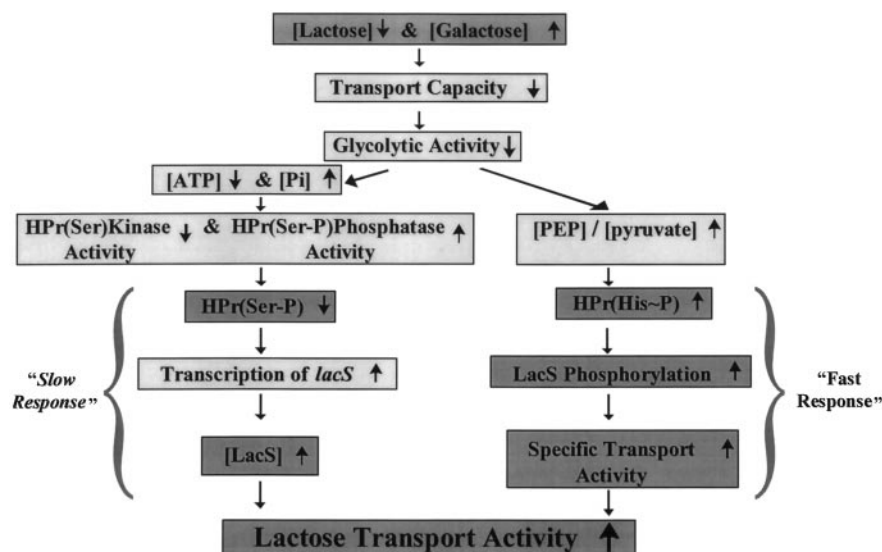 [Lactose]↓ & [Galactose] ↑
Transport Capacity ↓
Glycolytic Activity↓
[ATP]↓ & [Pi] ↑
HPr(Ser)Kinase ↓ & HPr(Ser-P)Phosphatase ↑
Activity Activity
[PEP] / [pyruvate] ↑
HPr(Ser-P) ↓
HPr(His~P) ↑
Transcription of lacS ↑
LacS Phosphorylation ↑
"Slow
Response"
"Fast
Response"
[LacS] ↑
Specific Transport ↑
Activity
Lactose Transport Activity ↑